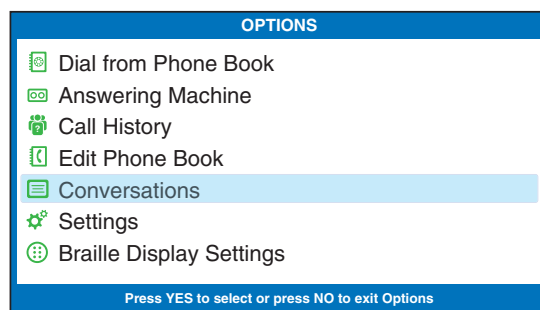 OPTIONS
Dial from Phone Book
Answering Machine
Call History
Edit Phone Book
Conversations
Settings
Braille Display Settings
Press YES to select or press NO to exit Options